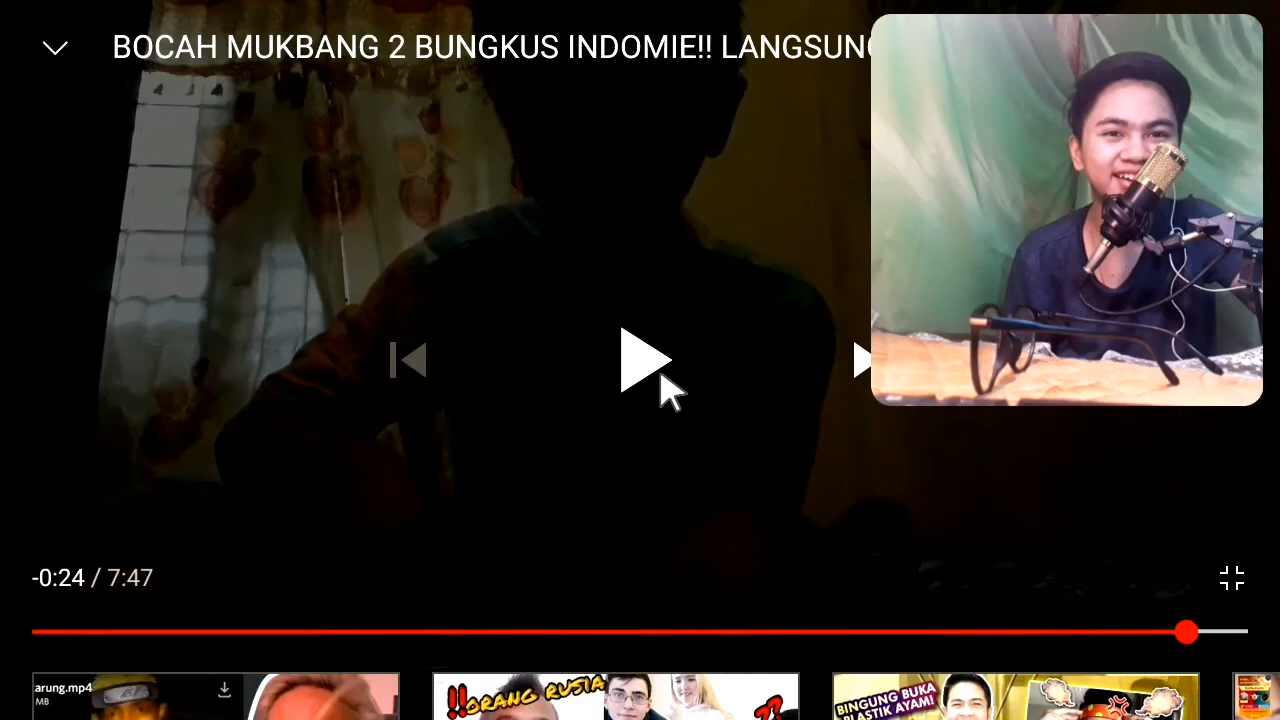 BOCAH MUKBANG 2 BUNGKUS INDOMIE!! LANGSUNG
-0:24 / 7:47
arung.mp4
MB
!!ORANG RUSIA
??
BINGUNG BUKA
PLASTIK AYAM!